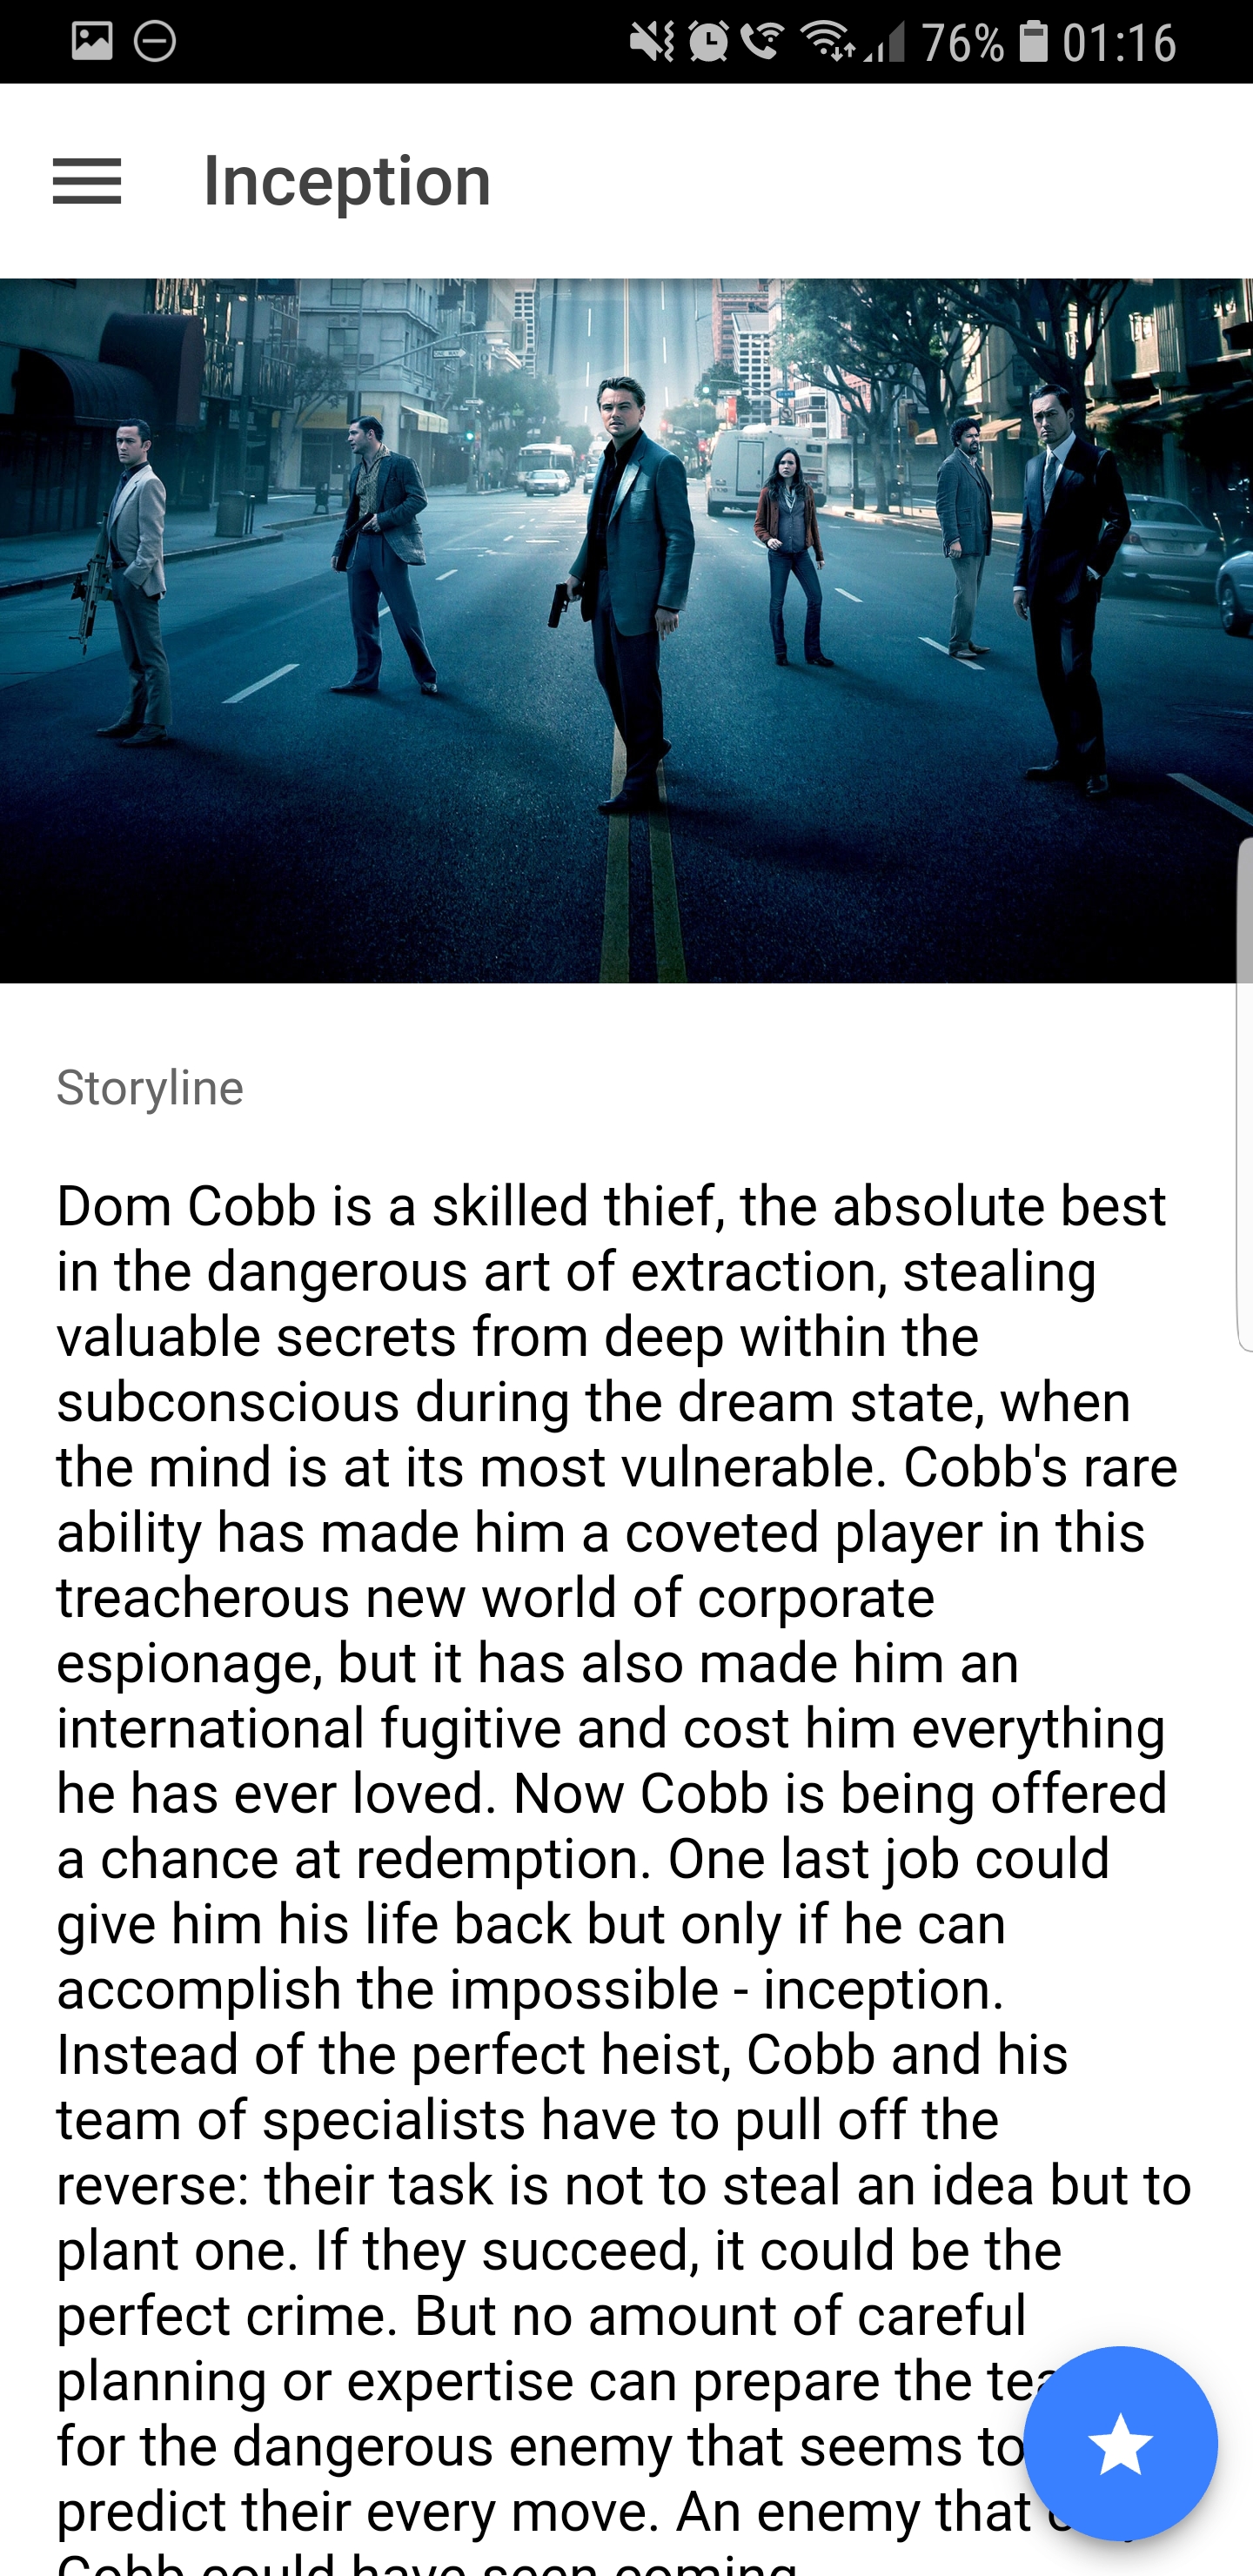 76% 01:16
Inception
ONE WAY
Storyline
Dom Cobb is a skilled thief, the absolute best
in the dangerous art of extraction, stealing
valuable secrets from deep within the
subconscious during the dream state, when
the mind is at its most vulnerable. Cobb's rare
ability has made him a coveted player in this
treacherous new world of corporate
espionage, but it has also made him an
international fugitive and cost him everything
he has ever loved. Now Cobb is being offered
a chance at redemption. One last job could
give him his life back but only if he can
accomplish the impossible - inception.
Instead of the perfect heist, Cobb and his
team of specialists have to pull off the
reverse: their task is not to steal an idea but to
plant one. If they succeed, it could be the
perfect crime. But no amount of careful
planning or expertise can prepare the
for the dangerous enemy that seems to
predict their every move. An enemy that
Cobb could have seen coming.